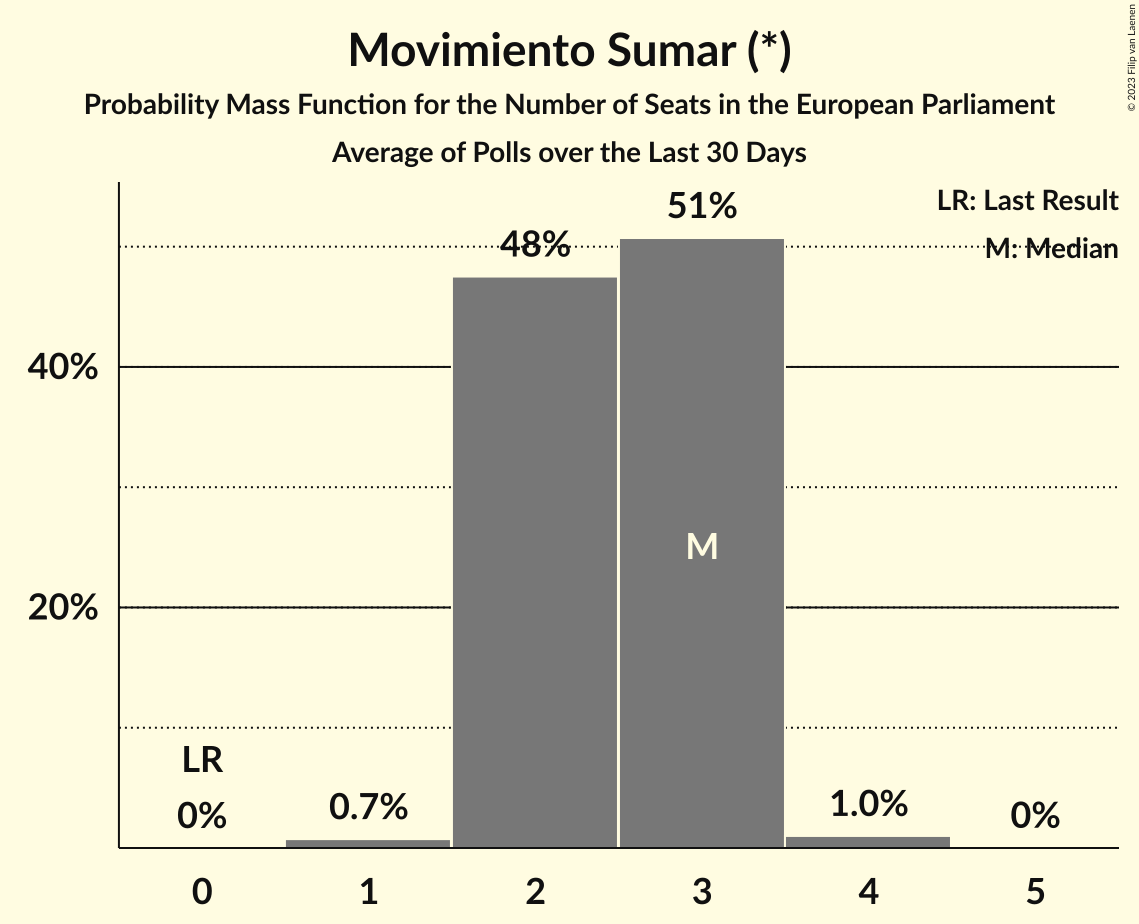 Movimiento Sumar (*)
Probability Mass Function for the Number of Seats in the European Parliament
Average of Polls over the Last 30 Days
© 2023 Filip van Laenen
LR: Last Result
M: Median
51%
48%
40%
M
20%
LR
0%
0.7%
1.0%
0%
0 1 2 3 4 5